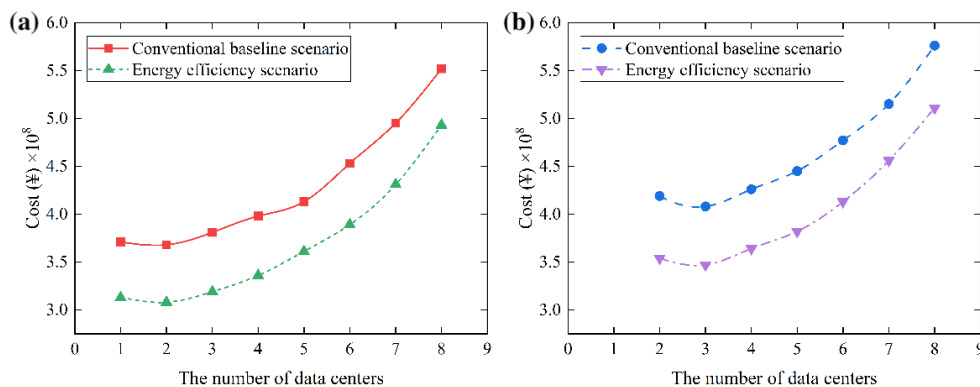 (a)
Cost (¥) ×10⁸
6.0
5.5
5.0
4.5
4.0
3.5
3.0
Conventional baseline scenario
Energy efficiency scenario
0 1 2 3 4 5 6 7 8 9
The number of data centers
(b)
Cost (¥) ×10⁸
6.0
5.5
5.0
4.5
4.0
3.5
3.0
Conventional baseline scenario
Energy efficiency scenario
0 1 2 3 4 5 6 7 8 9
The number of data centers